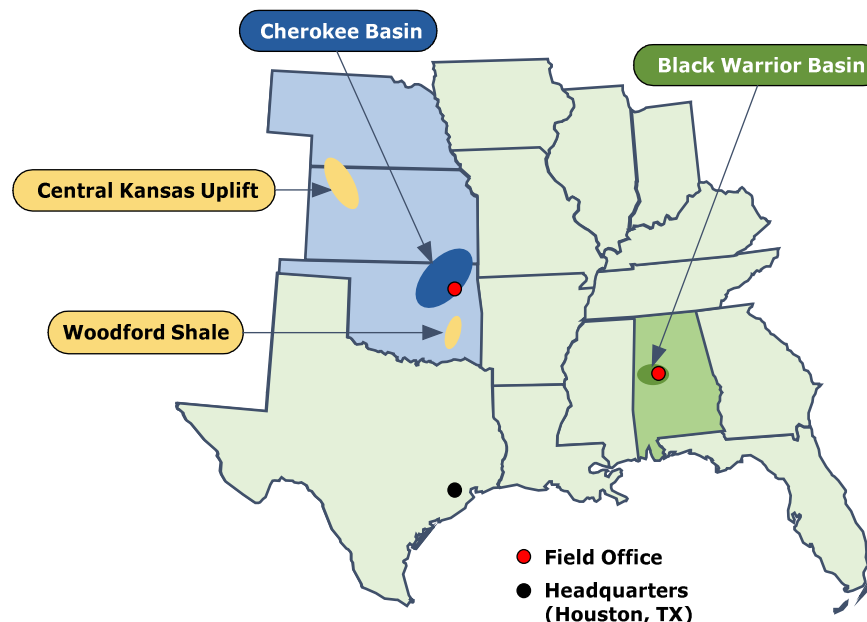 Cherokee Basin
Black Warrior Basin
Central Kansas Uplift
Woodford Shale
Field Office
Headquarters
(Houston, TX)